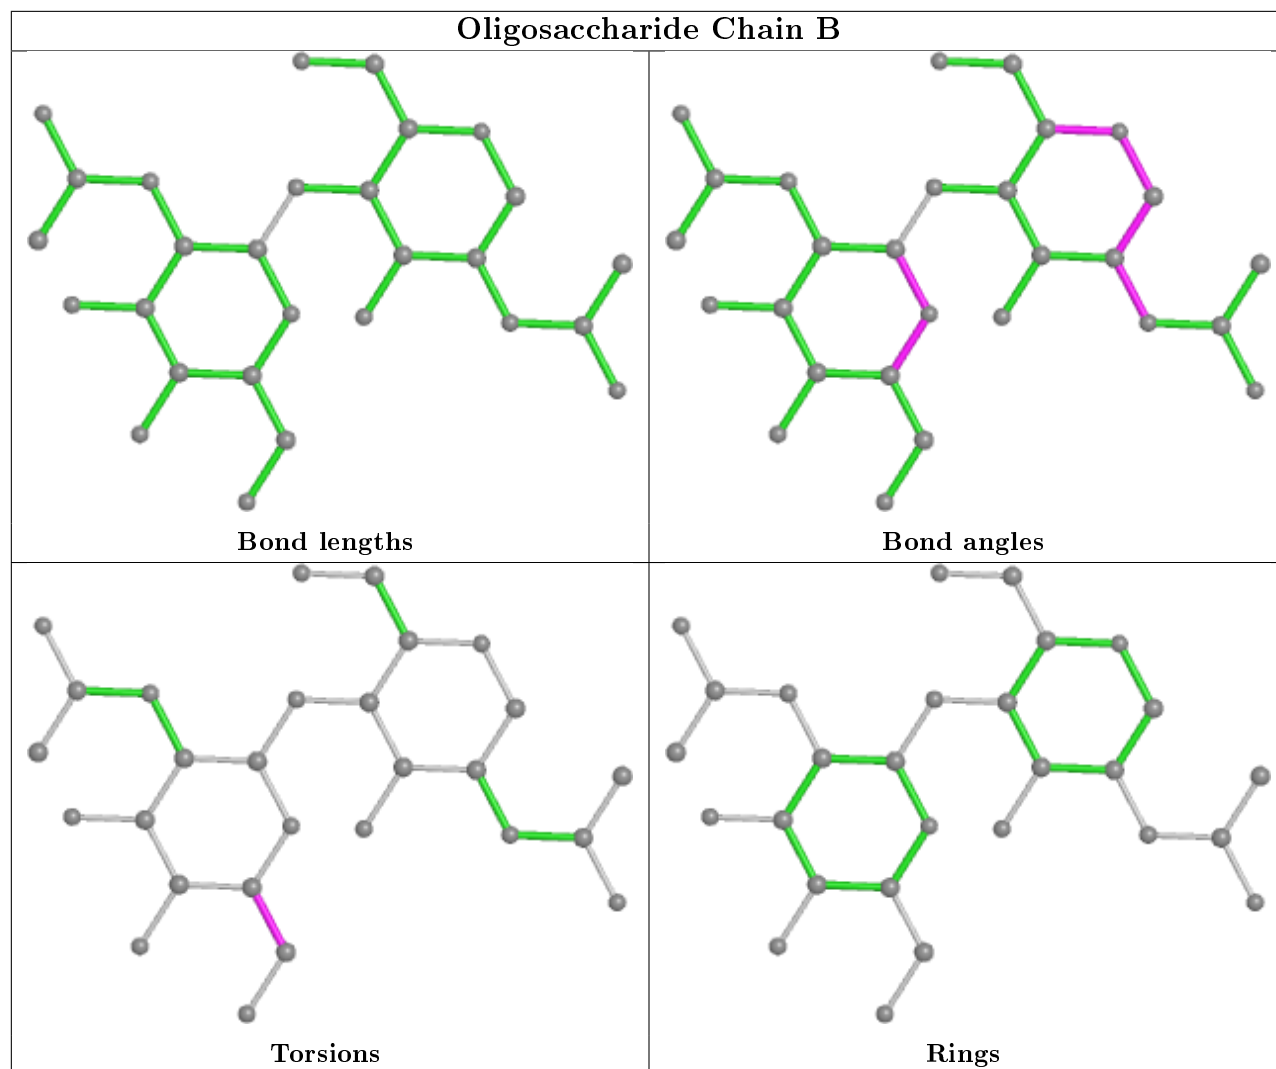 Oligosaccharide Chain B
Bond lengths
Bond angles
Torsions
Rings